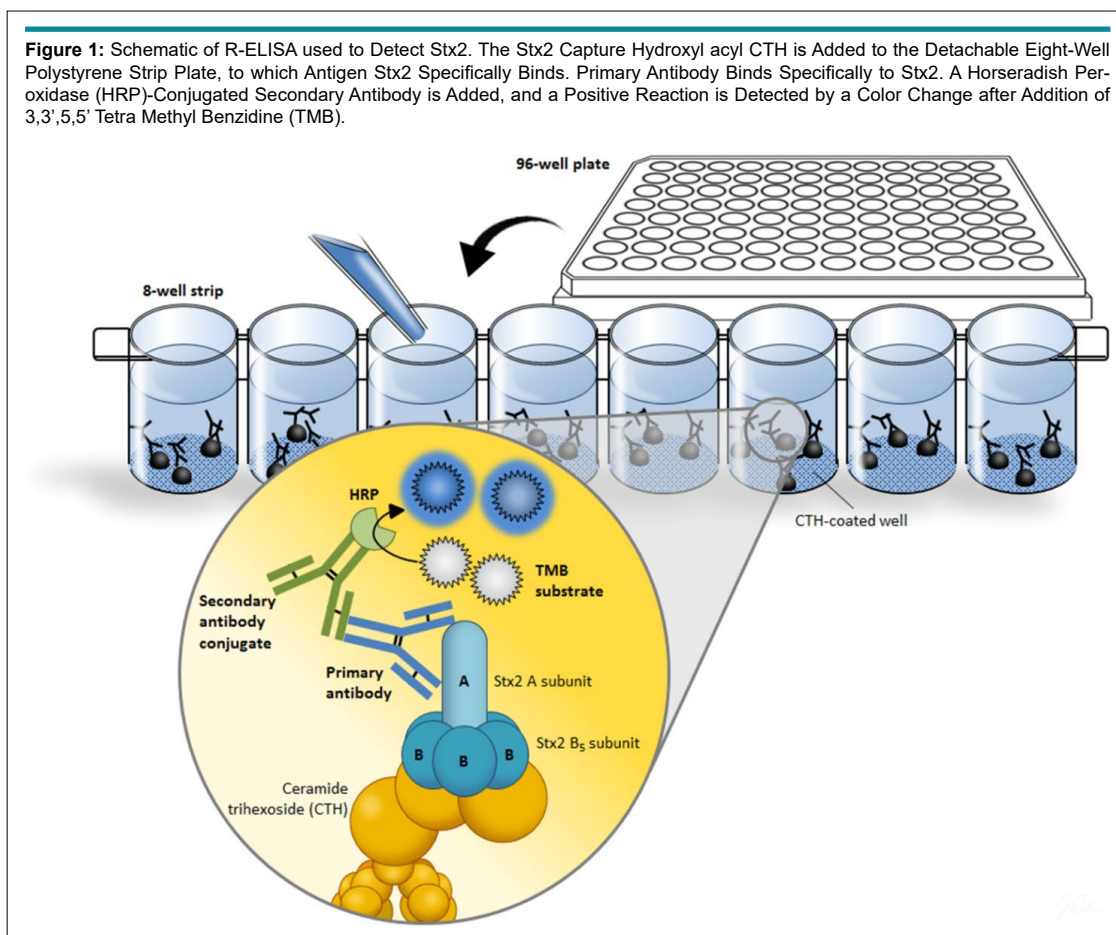 Figure 1: Schematic of R-ELISA used to Detect Stx2. The Stx2 Capture Hydroxyl acyl CTH is Added to the Detachable Eight-Well
Polystyrene Strip Plate, to which Antigen Stx2 Specifically Binds. Primary Antibody Binds Specifically to Stx2. A Horseradish Per-
oxidase (HRP)-Conjugated Secondary Antibody is Added, and a Positive Reaction is Detected by a Color Change after Addition of
3,3',5,5' Tetra Methyl Benzidine (TMB).
96-well plate
8-well strip
CTH-coated well
HRP
TMB
substrate
Secondary
antibody
conjugate
Primary
antibody
A
Stx2 A subunit
Stx2 B5 subunit
B
B
B
Ceramide
trihexoside (CTH)